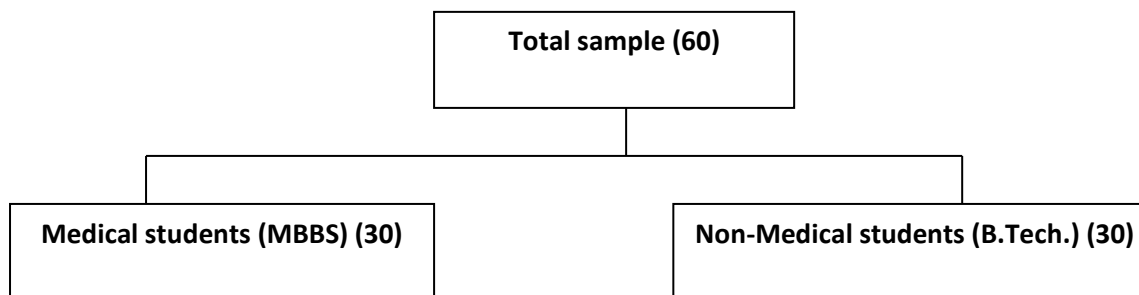 Total sample (60)
Medical students (MBBS) (30)
Non-Medical students (B.Tech.) (30)